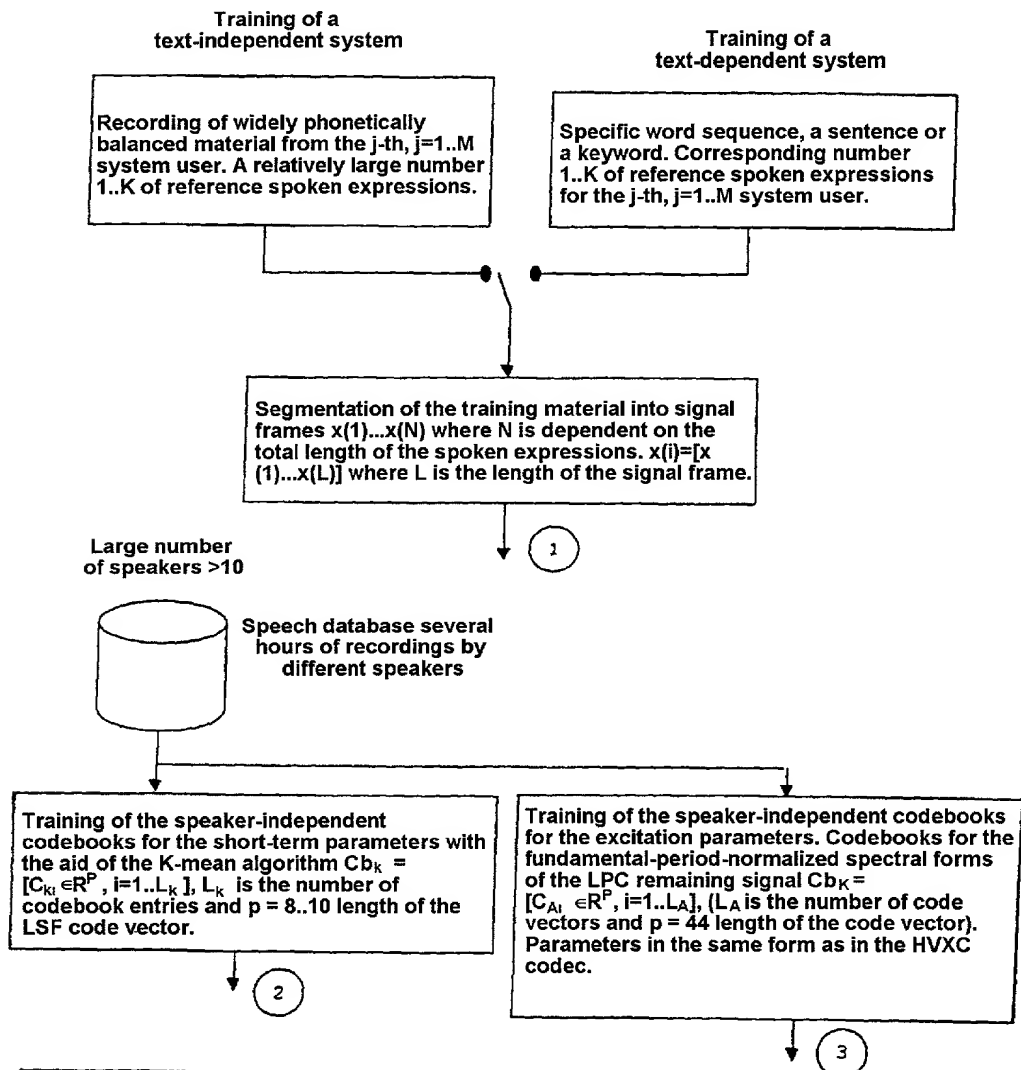 Training of a
text-independent system
Training of a
text-dependent system
Recording of widely phonetically
balanced material from the j-th, j=1..M
system user. A relatively large number
1..K of reference spoken expressions.
Specific word sequence, a sentence or
a keyword. Corresponding number
1..K of reference spoken expressions
for the j-th, j=1..M system user.
Segmentation of the training material into signal
frames x(1)...x(N) where N is dependent on the
total length of the spoken expressions. x(i)=[x
(1)...x(L)] where L is the length of the signal frame.
1
Large number
of speakers >10
Speech database several
hours of recordings by
different speakers
Training of the speaker-independent
codebooks for the short-term parameters with
the aid of the K-mean algorithm Cbₖ =
[Cₖᵢ ∈Rᴾ, i=1..Lₖ], Lₖ is the number of
codebook entries and p = 8..10 length of the
LSF code vector.
2
Training of the speaker-independent codebooks
for the excitation parameters. Codebooks for the
fundamental-period-normalized spectral forms
of the LPC remaining signal Cb_K=
[C_Ai ∈Rᴾ, i=1..L_A], (L_A is the number of code
vectors and p = 44 length of the code vector).
Parameters in the same form as in the HVXC
codec.
3